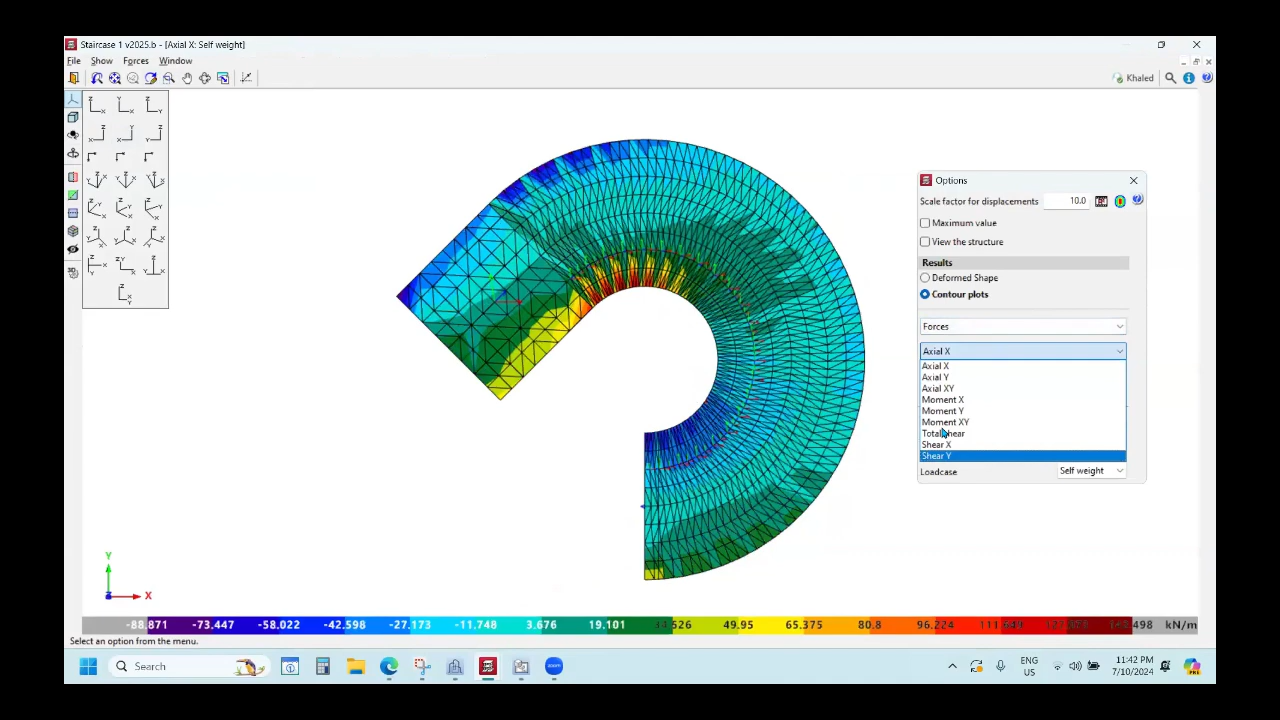 Staircase 1 v2025.b - [Axial X: Self weight]
File Show Forces Window
Khaled
Options
Scale factor for displacements 10.0
Maximum value
View the structure
Results
Deformed Shape
Contour plots
Forces
Axial X
Axial X
Axial Y
Axial XY
Moment X
Moment Y
Moment XY
Total Shear
Shear X
Shear Y
Loadcase Self weight
Y
X
-88.871 -73.447 -58.022 -42.598 -27.173 -11.748 3.676 19.101 34.526 49.95 65.375 80.8 96.224 111.649 kN/m
Select an option from the menu.
Search
ENG
US
11:42 PM
7/10/2024